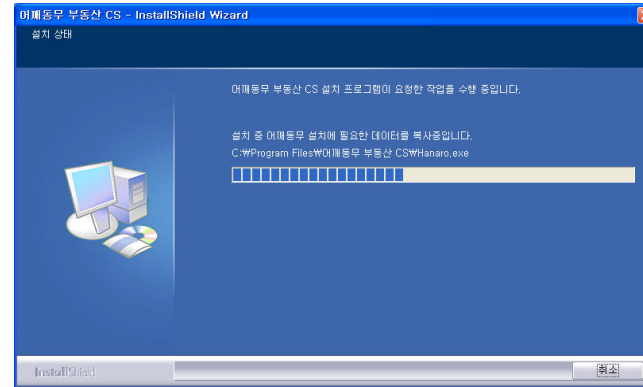 어깨동무 부동산 CS - InstallShield Wizard
설치 상태
어깨동무 부동산 CS 설치 프로그램이 요청한 작업을 수행 중입니다.
설치 중 어깨동무 설치에 필요한 데이터를 복사중입니다.
C:₩Program Files₩어깨동무 부동산 CS₩Hanaro.exe
InstallShield
취소